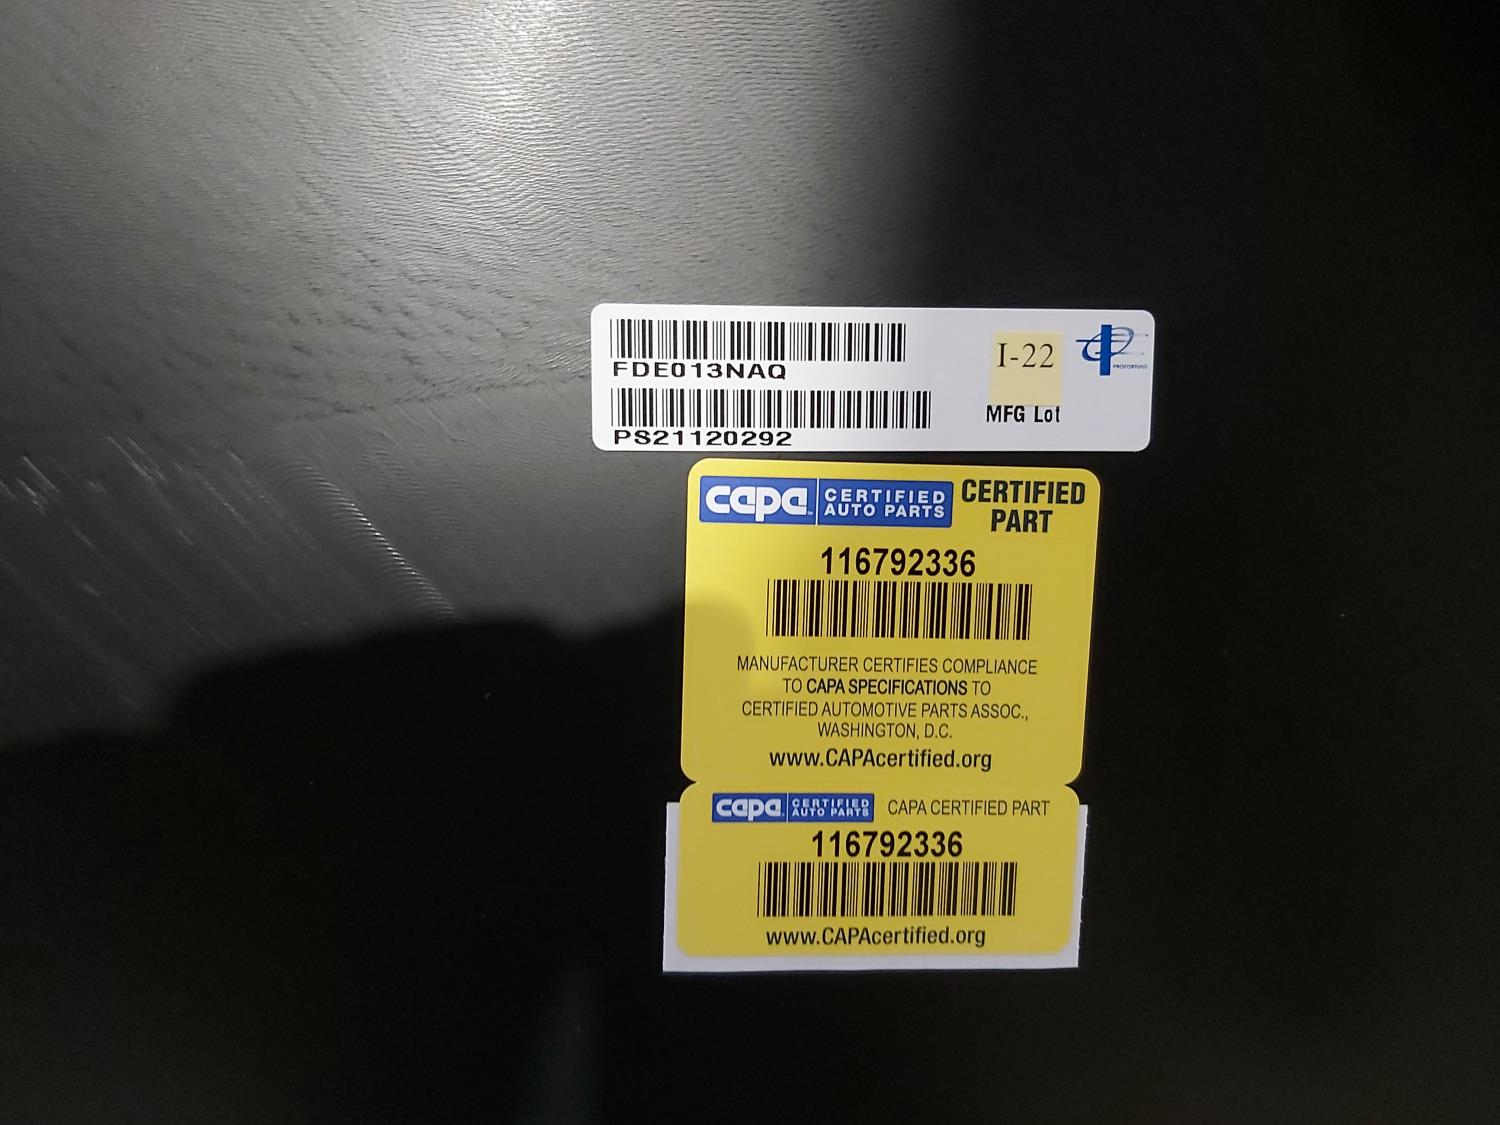 FDE013NAQ
I-22
PROFORTUNE
PS21120292
MFG Lot
capa CERTIFIED AUTO PARTS
CERTIFIED PART
116792336
MANUFACTURER CERTIFIES COMPLIANCE
TO CAPA SPECIFICATIONS TO
CERTIFIED AUTOMOTIVE PARTS ASSOC.,
WASHINGTON, D.C.
www.CAPAcertified.org
capa CERTIFIED AUTO PARTS CAPA CERTIFIED PART
116792336
www.CAPAcertified.org